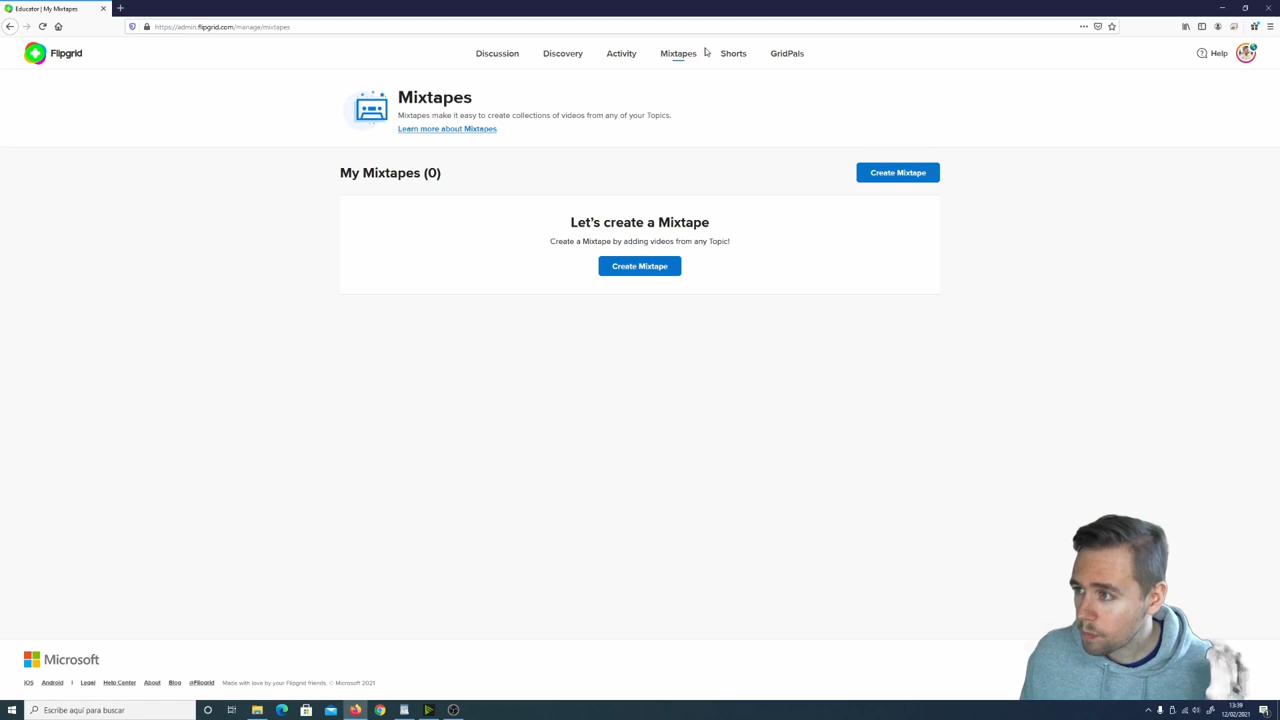 Educator | My Mixtapes
https://admin.flipgrid.com/manage/mixtapes
Flipgrid
Discussion
Discovery
Activity
Mixtapes
Shorts
GridPals
Help
Mixtapes
Mixtapes make it easy to create collections of videos from any of your Topics.
Learn more about Mixtapes
My Mixtapes (0)
Create Mixtape
Let's create a Mixtape
Create a Mixtape by adding videos from any Topic!
Create Mixtape
Microsoft
iOS Android | Legal Help Center About Blog @Flipgrid Made with love by your Flipgrid friends. © Microsoft 2021
Escribe aquí para buscar
13:39
12/02/2021